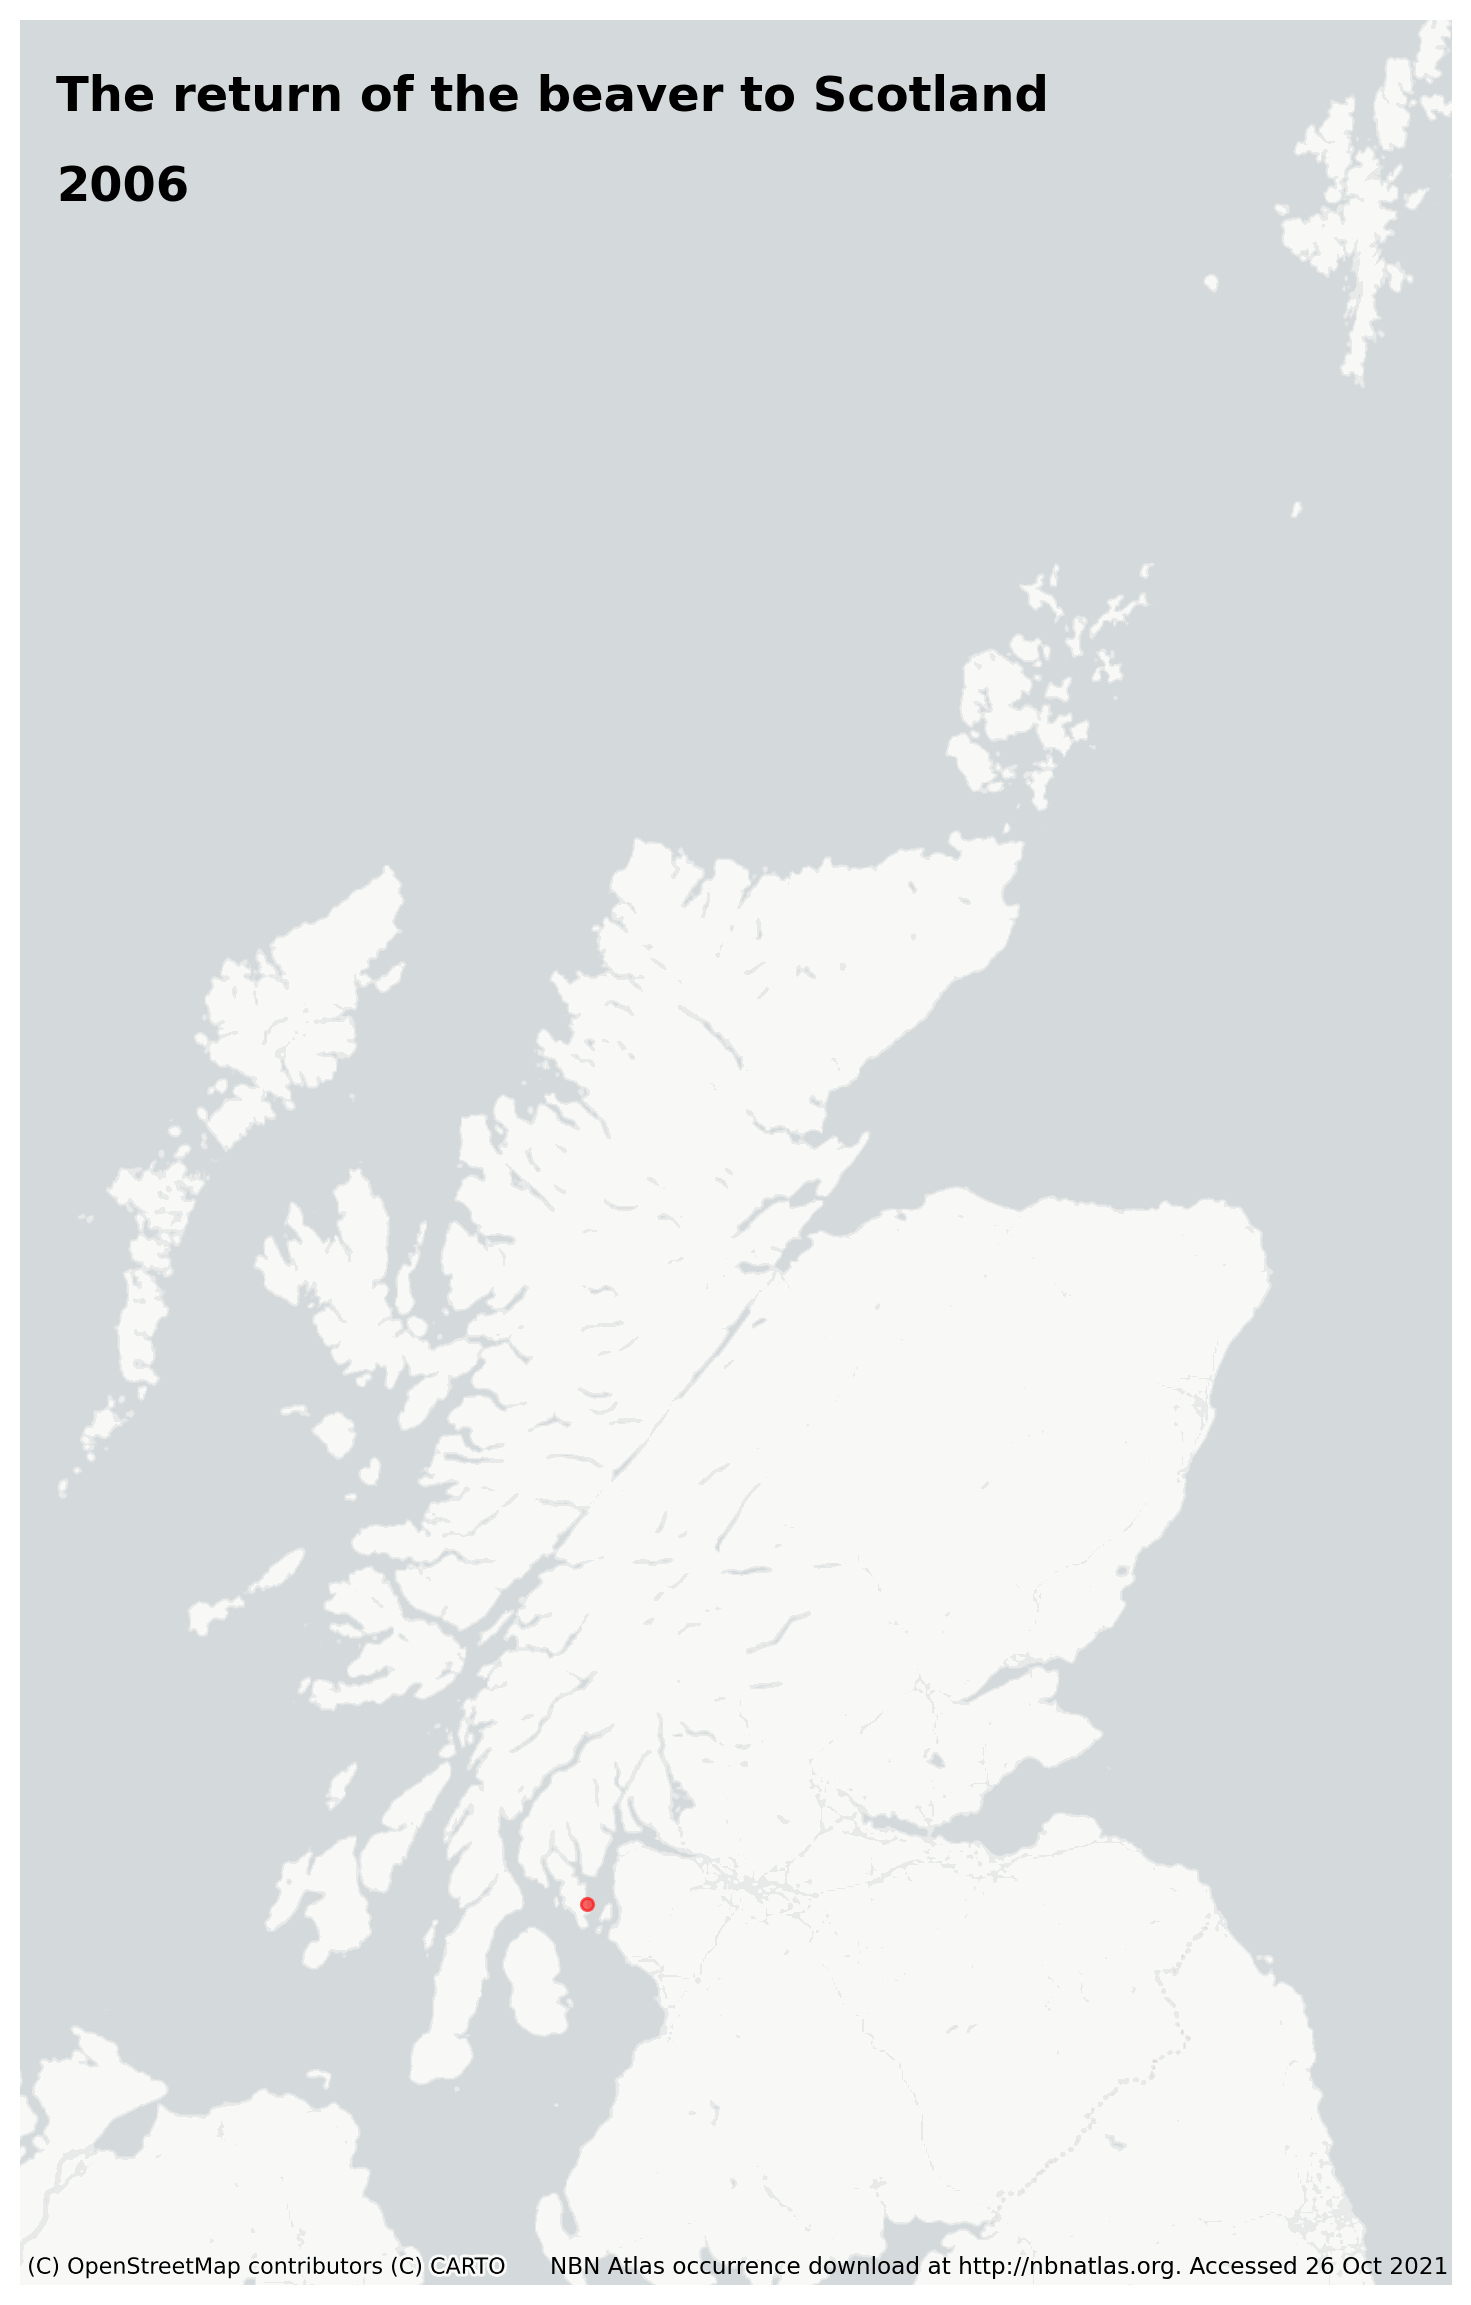 The return of the beaver to Scotland
2006
(C) OpenStreetMap contributors (C) CARTO
NBN Atlas occurrence download at http://nbnatlas.org. Accessed 26 Oct 2021